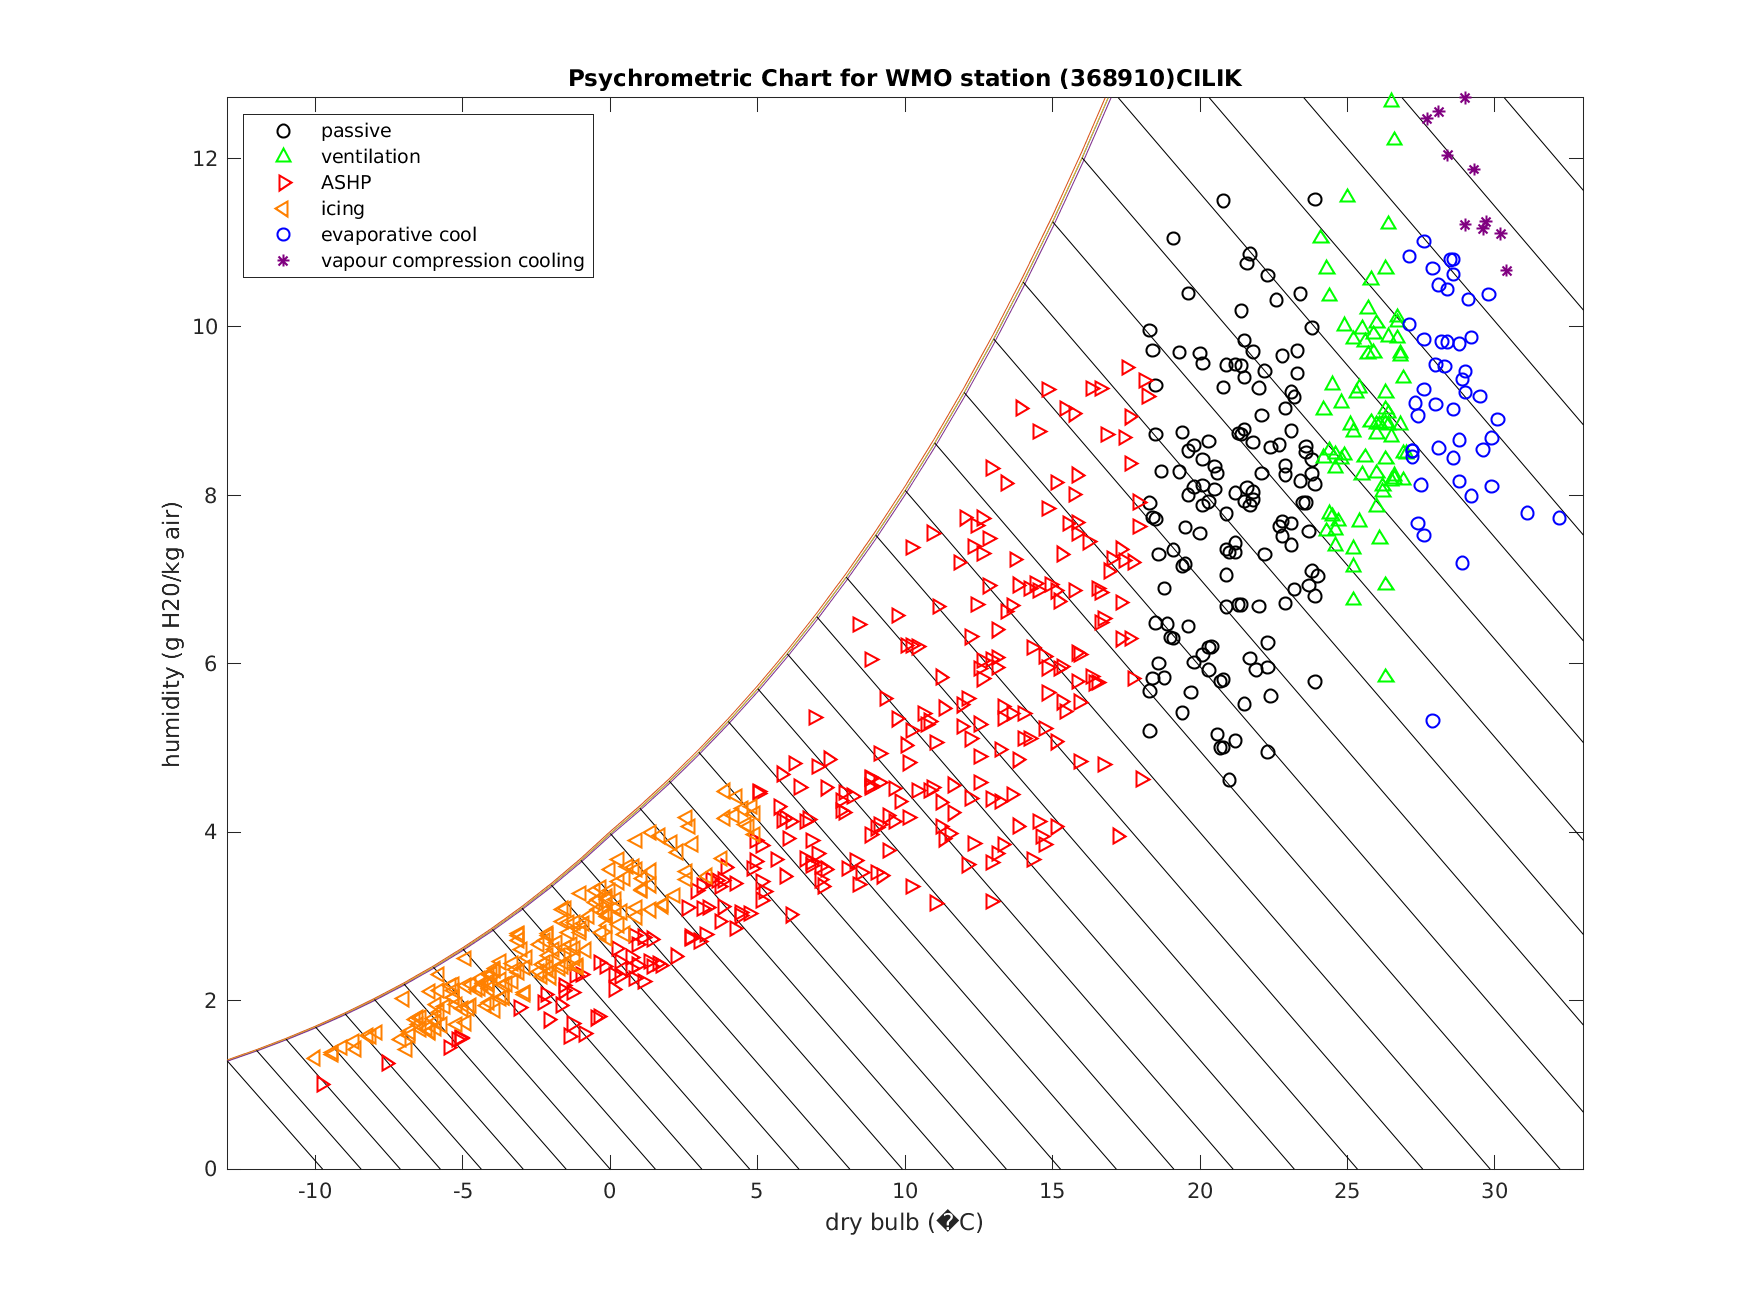 Psychrometric Chart for WMO station (368910)CILIK
passive
ventilation
ASHP
icing
evaporative cool
vapour compression cooling
humidity (g H20/kg air)
12
10
8
6
4
2
0
-10 -5 0 5 10 15 20 25 30
dry bulb (�C)